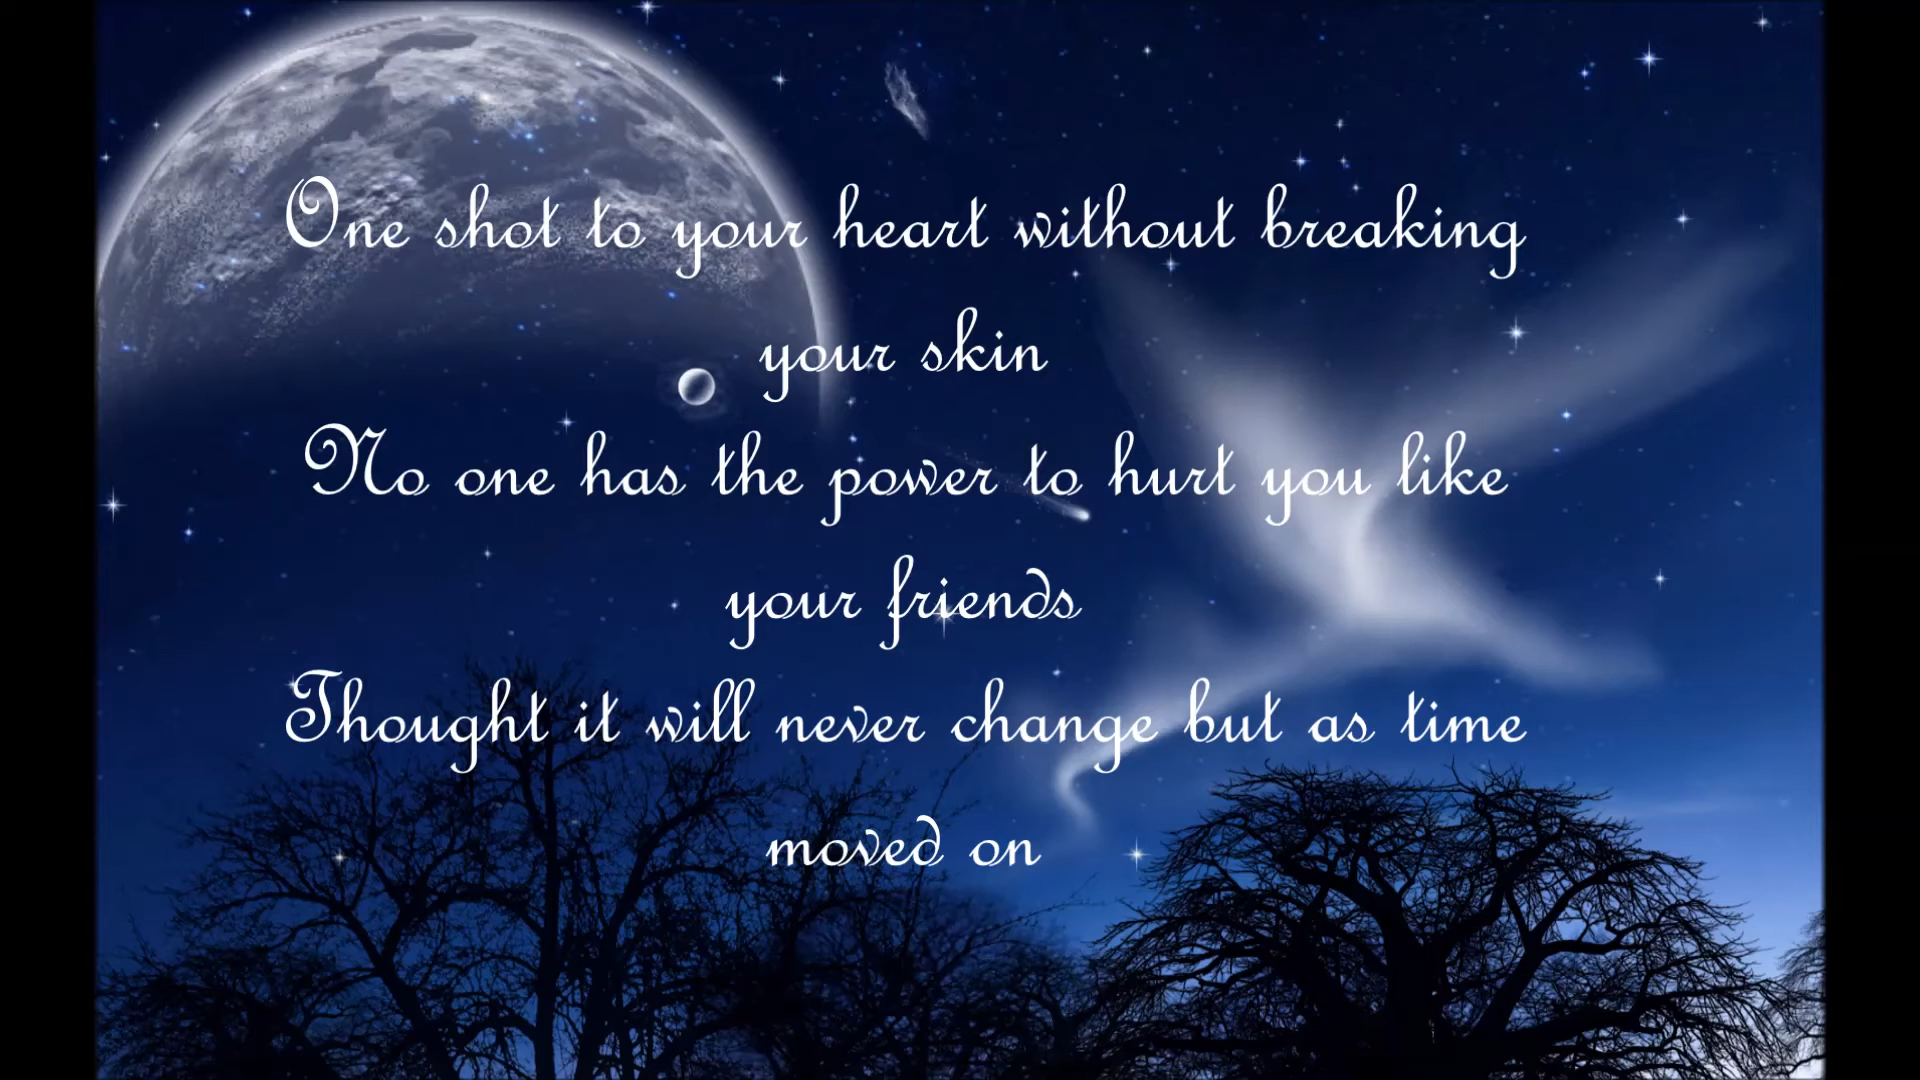 One shot to your heart without breaking
your skin
No one has the power to hurt you like
your friends
Thought it will never change but as time
moved on